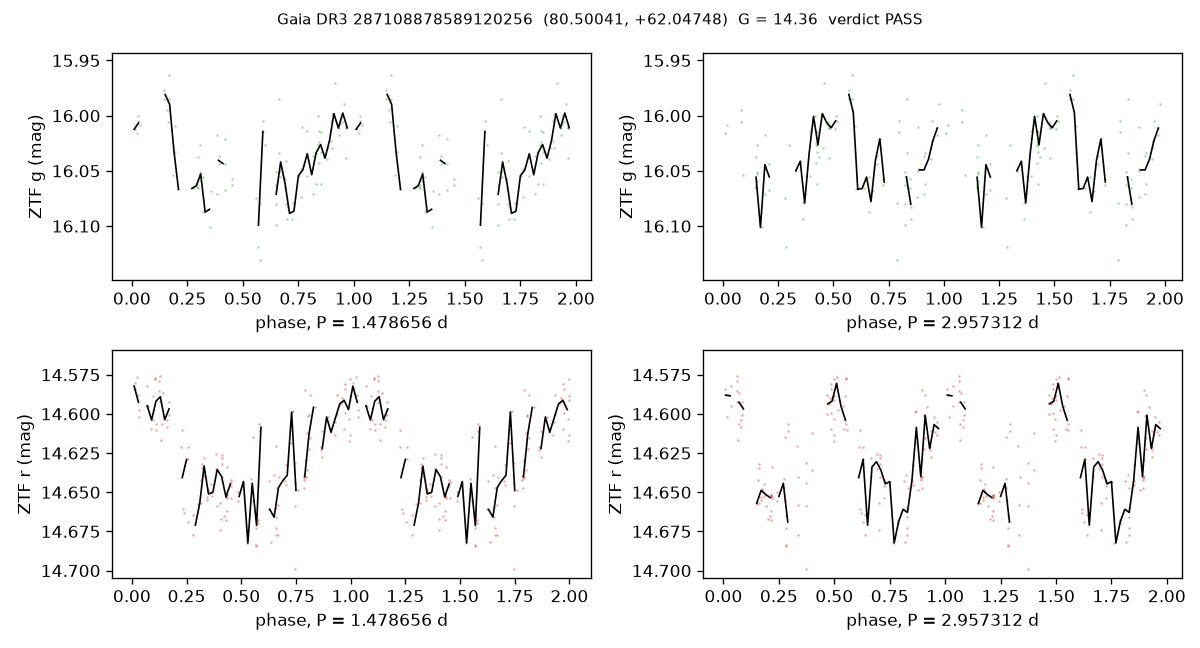 Gaia DR3 287108878589120256  (80.50041, +62.04748)  G = 14.36  verdict PASS
15.95
16.00
16.05
16.10
ZTF g (mag)
0.00 0.25 0.50 0.75 1.00 1.25 1.50 1.75 2.00
phase, P = 1.478656 d
15.95
16.00
16.05
16.10
ZTF g (mag)
0.00 0.25 0.50 0.75 1.00 1.25 1.50 1.75 2.00
phase, P = 2.957312 d
14.575
14.600
14.625
14.650
14.675
14.700
ZTF r (mag)
0.00 0.25 0.50 0.75 1.00 1.25 1.50 1.75 2.00
phase, P = 1.478656 d
14.575
14.600
14.625
14.650
14.675
14.700
ZTF r (mag)
0.00 0.25 0.50 0.75 1.00 1.25 1.50 1.75 2.00
phase, P = 2.957312 d